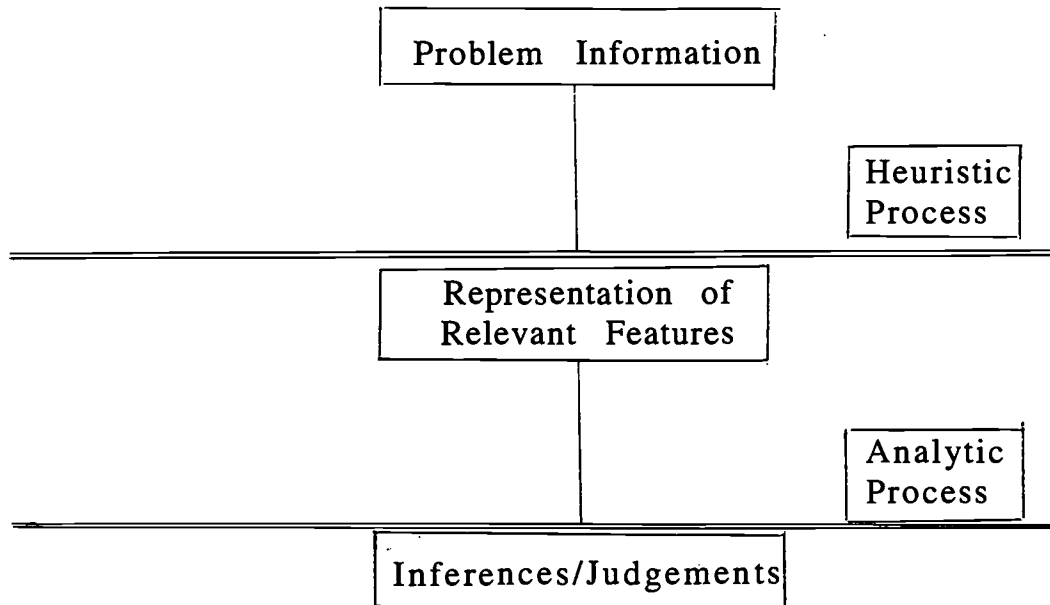 Problem Information
Heuristic
Process
Representation of
Relevant Features
Analytic
Process
Inferences/Judgements